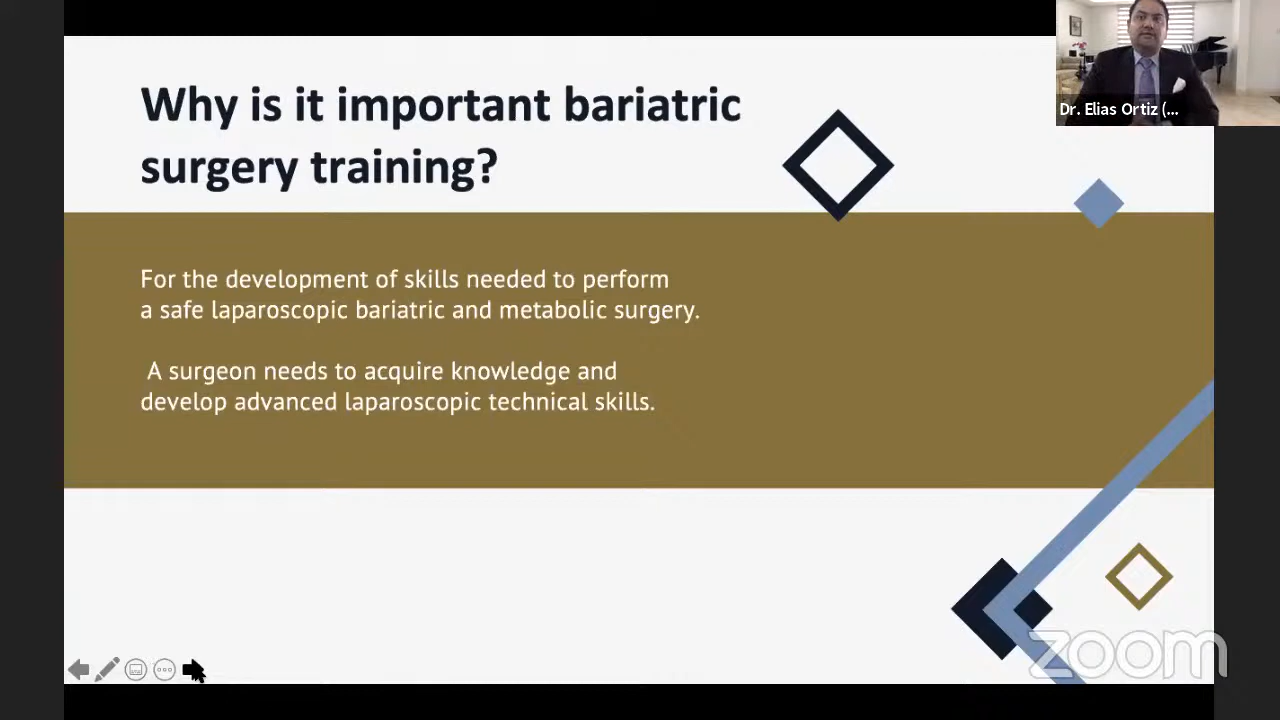 Why is it important bariatric
surgery training?
For the development of skills needed to perform
a safe laparoscopic bariatric and metabolic surgery.
A surgeon needs to acquire knowledge and
develop advanced laparoscopic technical skills.
Dr. Elias Ortiz (...
zoom